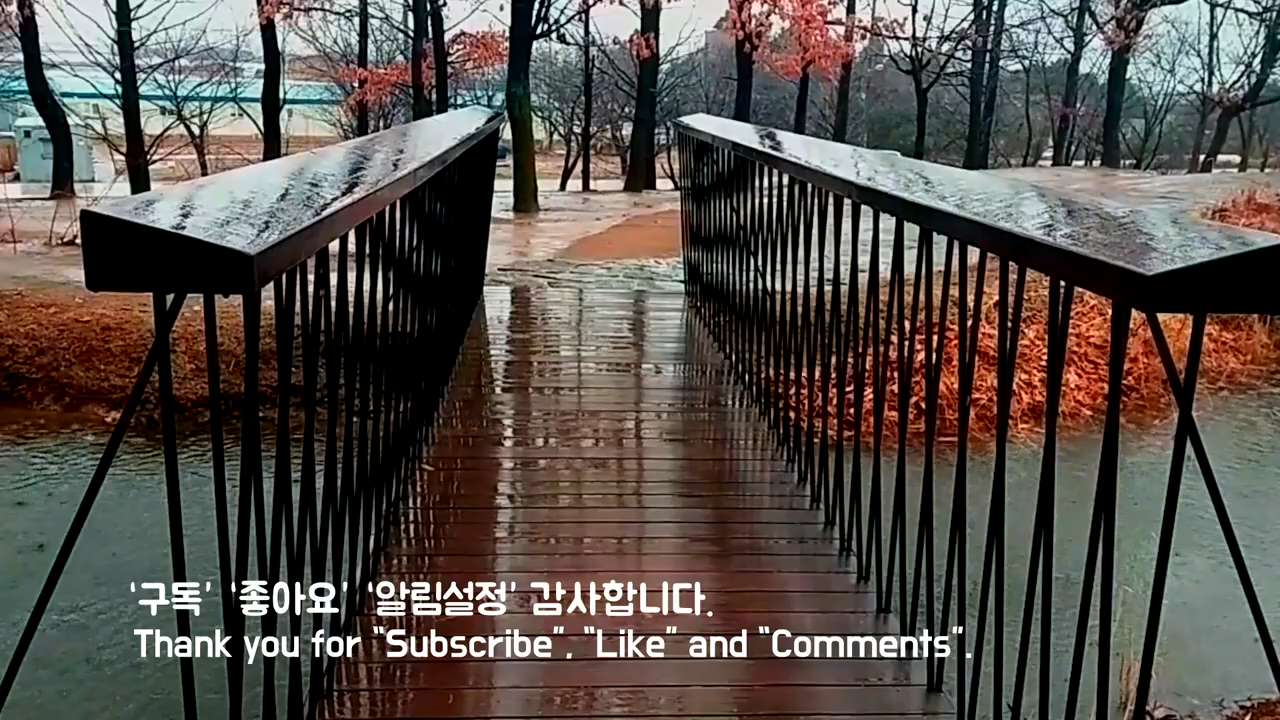 ‘구독’ ‘좋아요’ ‘알림설정’ 감사합니다.
Thank you for “Subscribe”, “Like” and “Comments”.